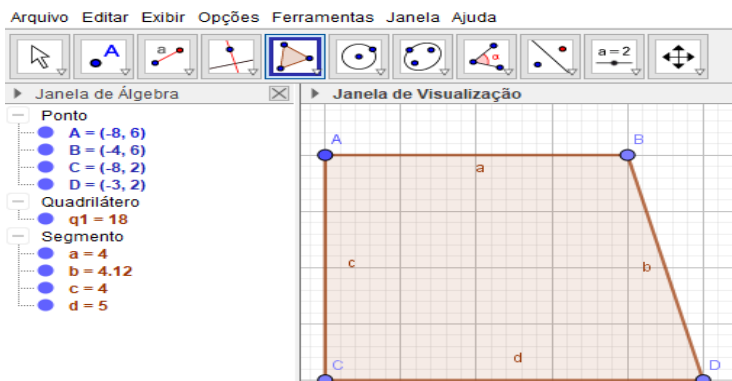 Arquivo Editar Exibir Opções Ferramentas Janela Ajuda
A a α a = 2
Janela de Álgebra
Janela de Visualização
Ponto
A = (-8, 6)
B = (-4, 6)
C = (-8, 2)
D = (-3, 2)
Quadrilátero
q1 = 18
Segmento
a = 4
b = 4.12
c = 4
d = 5
A B
a
c b
d
C D